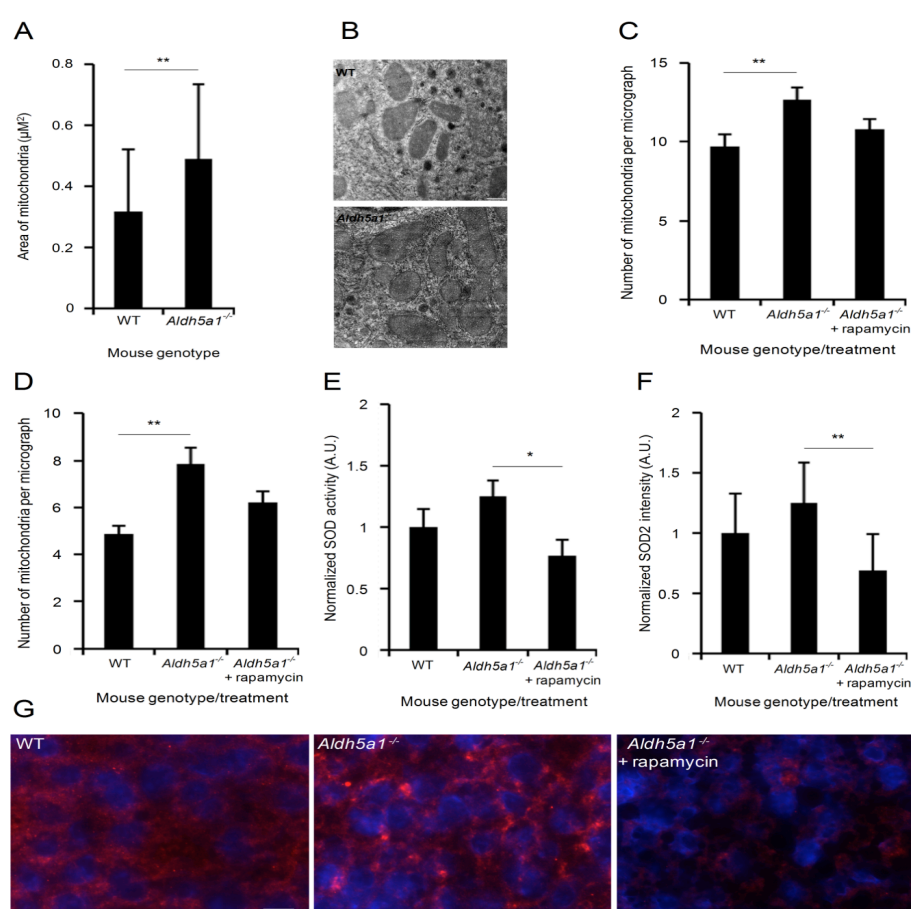 A
**
0.8
0.6
0.4
0.2
0
Area of mitochondria (µM²)
WT
Aldh5a1⁻/⁻
Mouse genotype
B
WT
Aldh5a1⁻/⁻
C
**
15
10
5
0
Number of mitochondria per micrograph
WT
Aldh5a1⁻/⁻
Aldh5a1⁻/⁻
+ rapamycin
Mouse genotype/treatment
D
**
10
8
6
4
2
0
Number of mitochondria per micrograph
WT
Aldh5a1⁻/⁻
Aldh5a1⁻/⁻
+ rapamycin
Mouse genotype/treatment
E
*
2
1.5
1
0.5
0
Normalized SOD activity (A.U.)
WT
Aldh5a1⁻/⁻
Aldh5a1⁻/⁻
+ rapamycin
Mouse genotype/treatment
F
**
2
1.5
1
0.5
0
Normalized SOD2 intensity (A.U.)
WT
Aldh5a1⁻/⁻
Aldh5a1⁻/⁻
+ rapamycin
Mouse genotype/treatment
G
WT
Aldh5a1⁻/⁻
Aldh5a1⁻/⁻
+ rapamycin